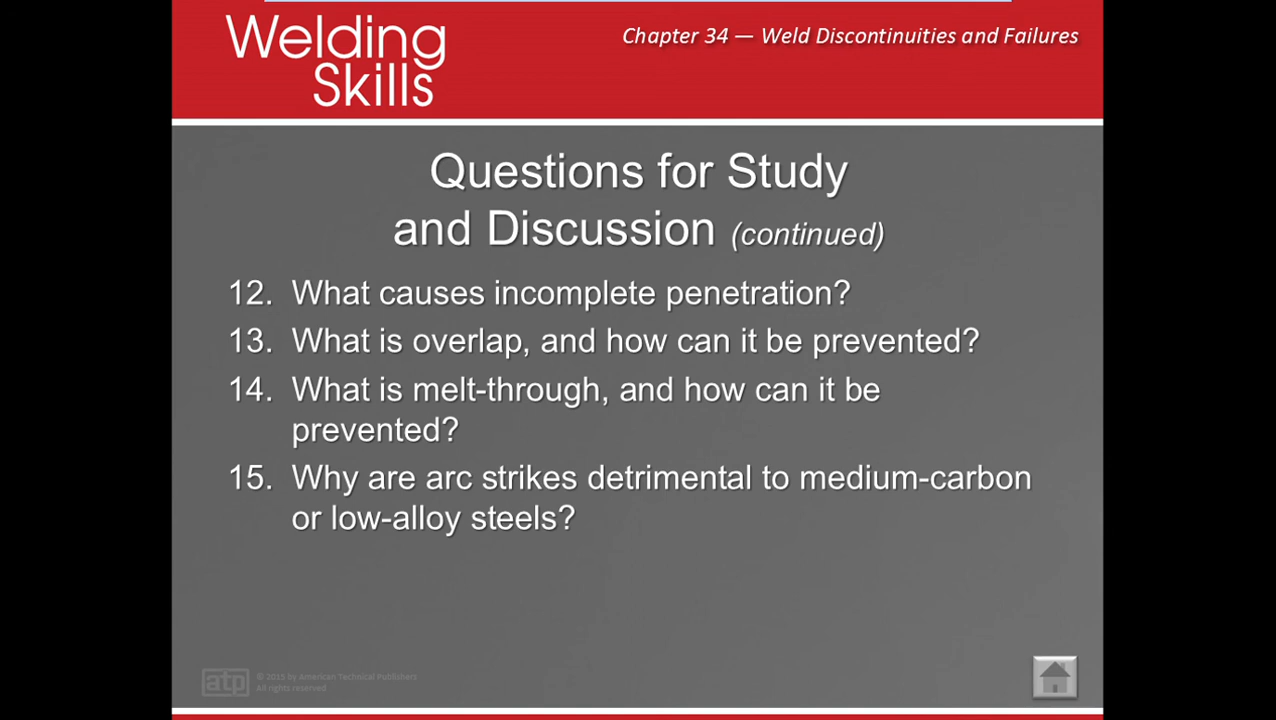 Welding
Skills
Chapter 34 — Weld Discontinuities and Failures
Questions for Study
and Discussion (continued)
12. What causes incomplete penetration?
13. What is overlap, and how can it be prevented?
14. What is melt-through, and how can it be
prevented?
15. Why are arc strikes detrimental to medium-carbon
or low-alloy steels?
atp
© 2015 by American Technical Publishers
All rights reserved